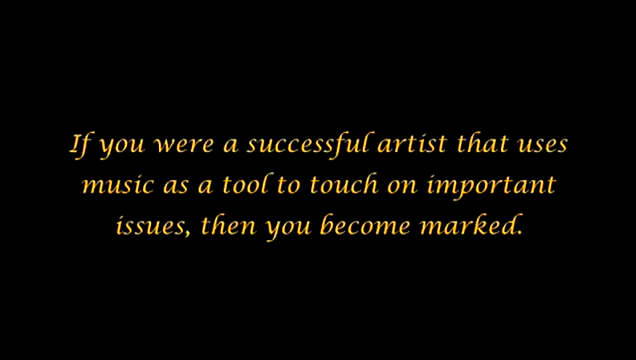 If you were a successful artist that uses
music as a tool to touch on important
issues, then you become marked.